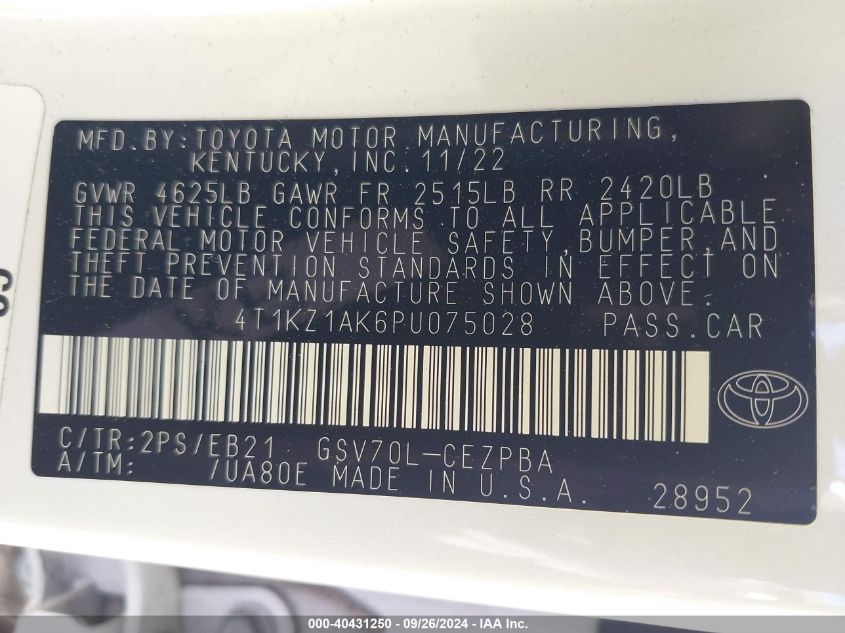 MFD.BY:TOYOTA MOTOR MANUFACTURING,
KENTUCKY,INC. 11/22
GVWR 4625LB GAWR FR 2515LB RR 2420LB
THIS VEHICLE CONFORMS TO ALL APPLICABLE
FEDERAL MOTOR VEHICLE SAFETY,BUMPER,AND
THEFT PREVENTION STANDARDS IN EFFECT ON
THE DATE OF MANUFACTURE SHOWN ABOVE.
4T1KZ1AK6PU075028 PASS.CAR
C/TR:2PS/EB21 GSV70L-CEZPBA
A/TM: /UA80E MADE IN U.S.A.
28952
000-40431250 - 09/26/2024 - IAA Inc.